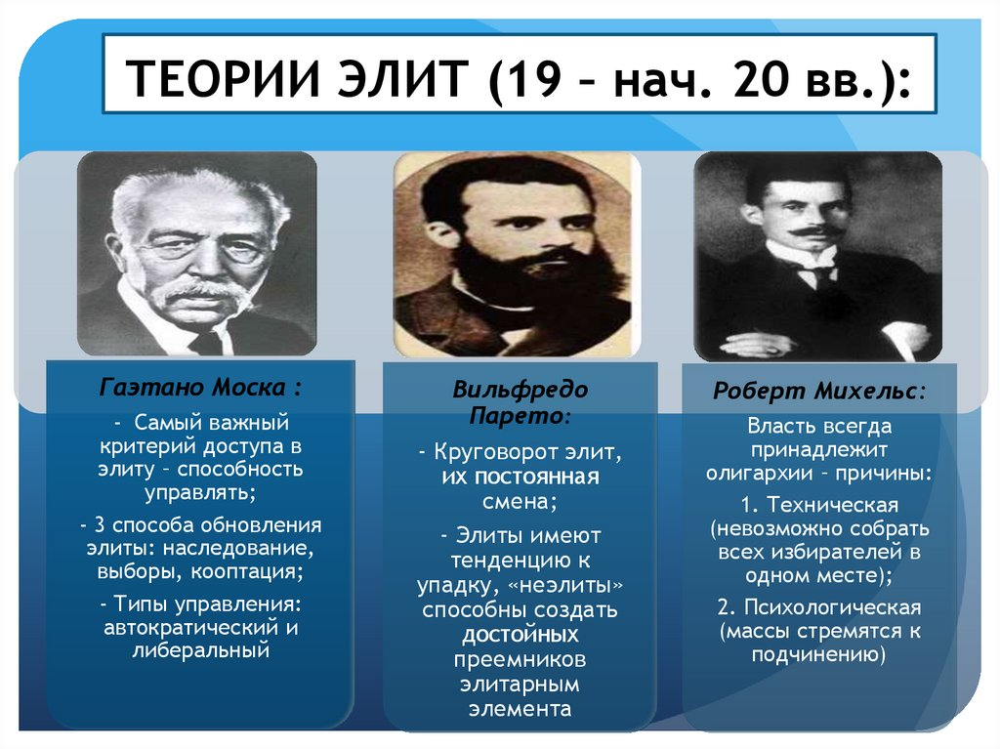 ТЕОРИИ ЭЛИТ (19 – нач. 20 вв.):
Гаэтано Моска :
- Самый важный
критерий доступа в
элиту – способность
управлять;
- 3 способа обновления
элиты: наследование,
выборы, кооптация;
- Типы управления:
автократический и
либеральный
Вильфредо
Парето:
- Круговорот элит,
их постоянная
смена;
- Элиты имеют
тенденцию к
упадку, «неэлиты»
способны создать
достойных
преемников
элитарным
элемента
Роберт Михельс:
Власть всегда
принадлежит
олигархии – причины:
1. Техническая
(невозможно собрать
всех избирателей в
одном месте);
2. Психологическая
(массы стремятся к
подчинению)